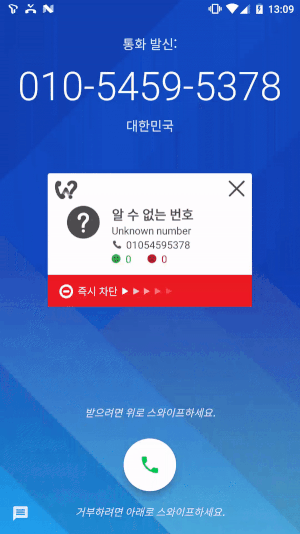 13:09
통화 발신:
010-5459-5378
대한민국
알 수 없는 번호
Unknown number
01054595378
0 0
즉시 차단
받으려면 위로 스와이프하세요.
거부하려면 아래로 스와이프하세요.